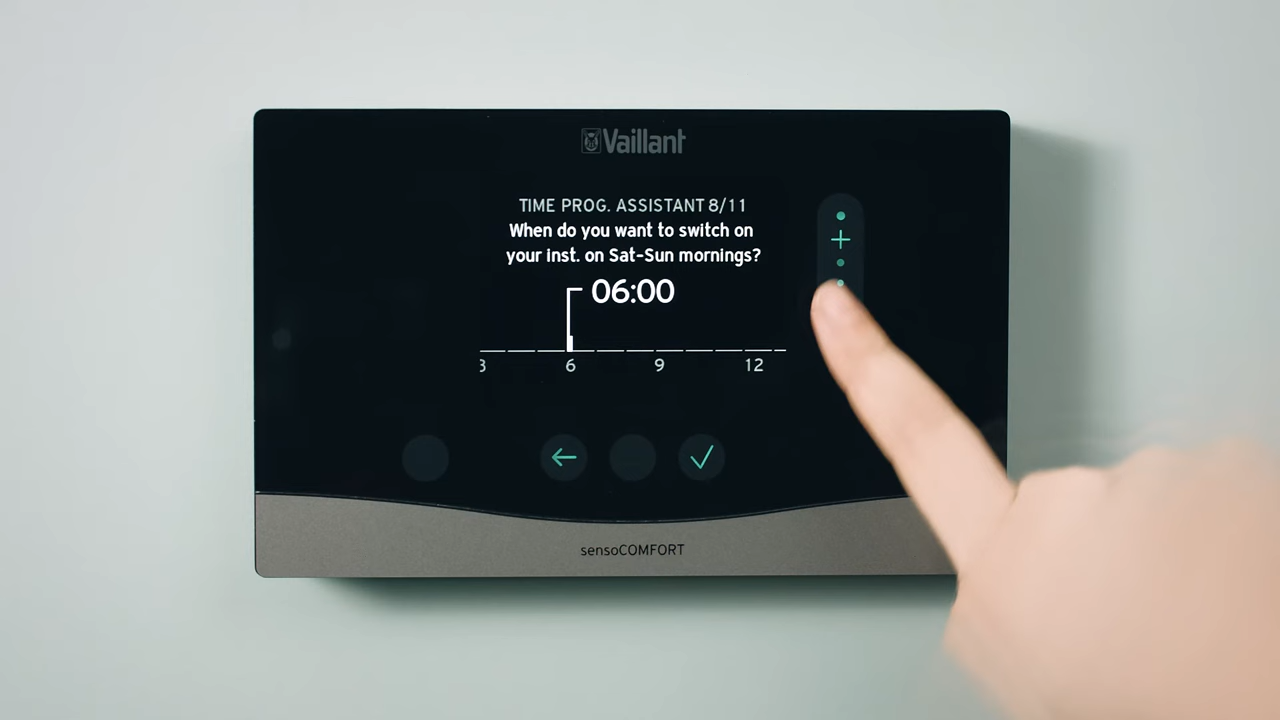 Vaillant
TIME PROG. ASSISTANT 8/11
When do you want to switch on
your inst. on Sat-Sun mornings?
06:00
3 6 9 12
sensoCOMFORT